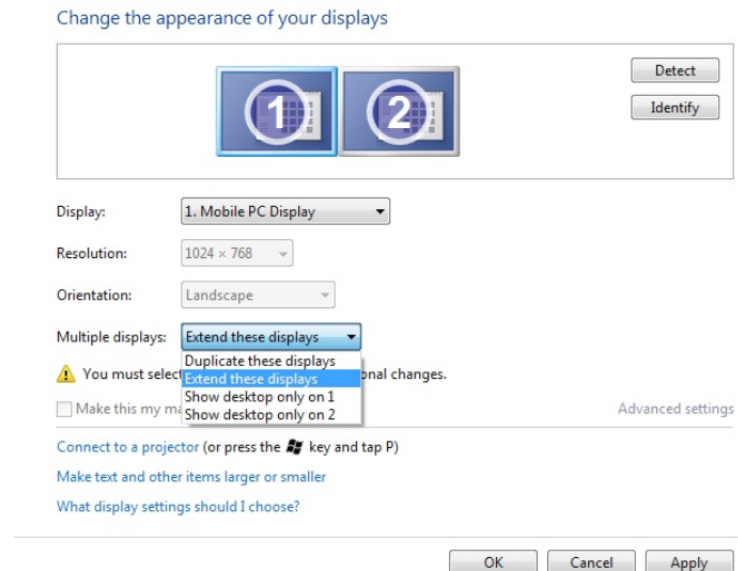 Change the appearance of your displays
1
2
Detect
Identify
Display:
1. Mobile PC Display
Resolution:
1024 × 768
Orientation:
Landscape
Multiple displays:
Extend these displays
Duplicate these displays
Extend these displays
Show desktop only on 1
Show desktop only on 2
You must select onal changes.
Make this my ma
Advanced settings
Connect to a projector (or press the key and tap P)
Make text and other items larger or smaller
What display settings should I choose?
OK
Cancel
Apply